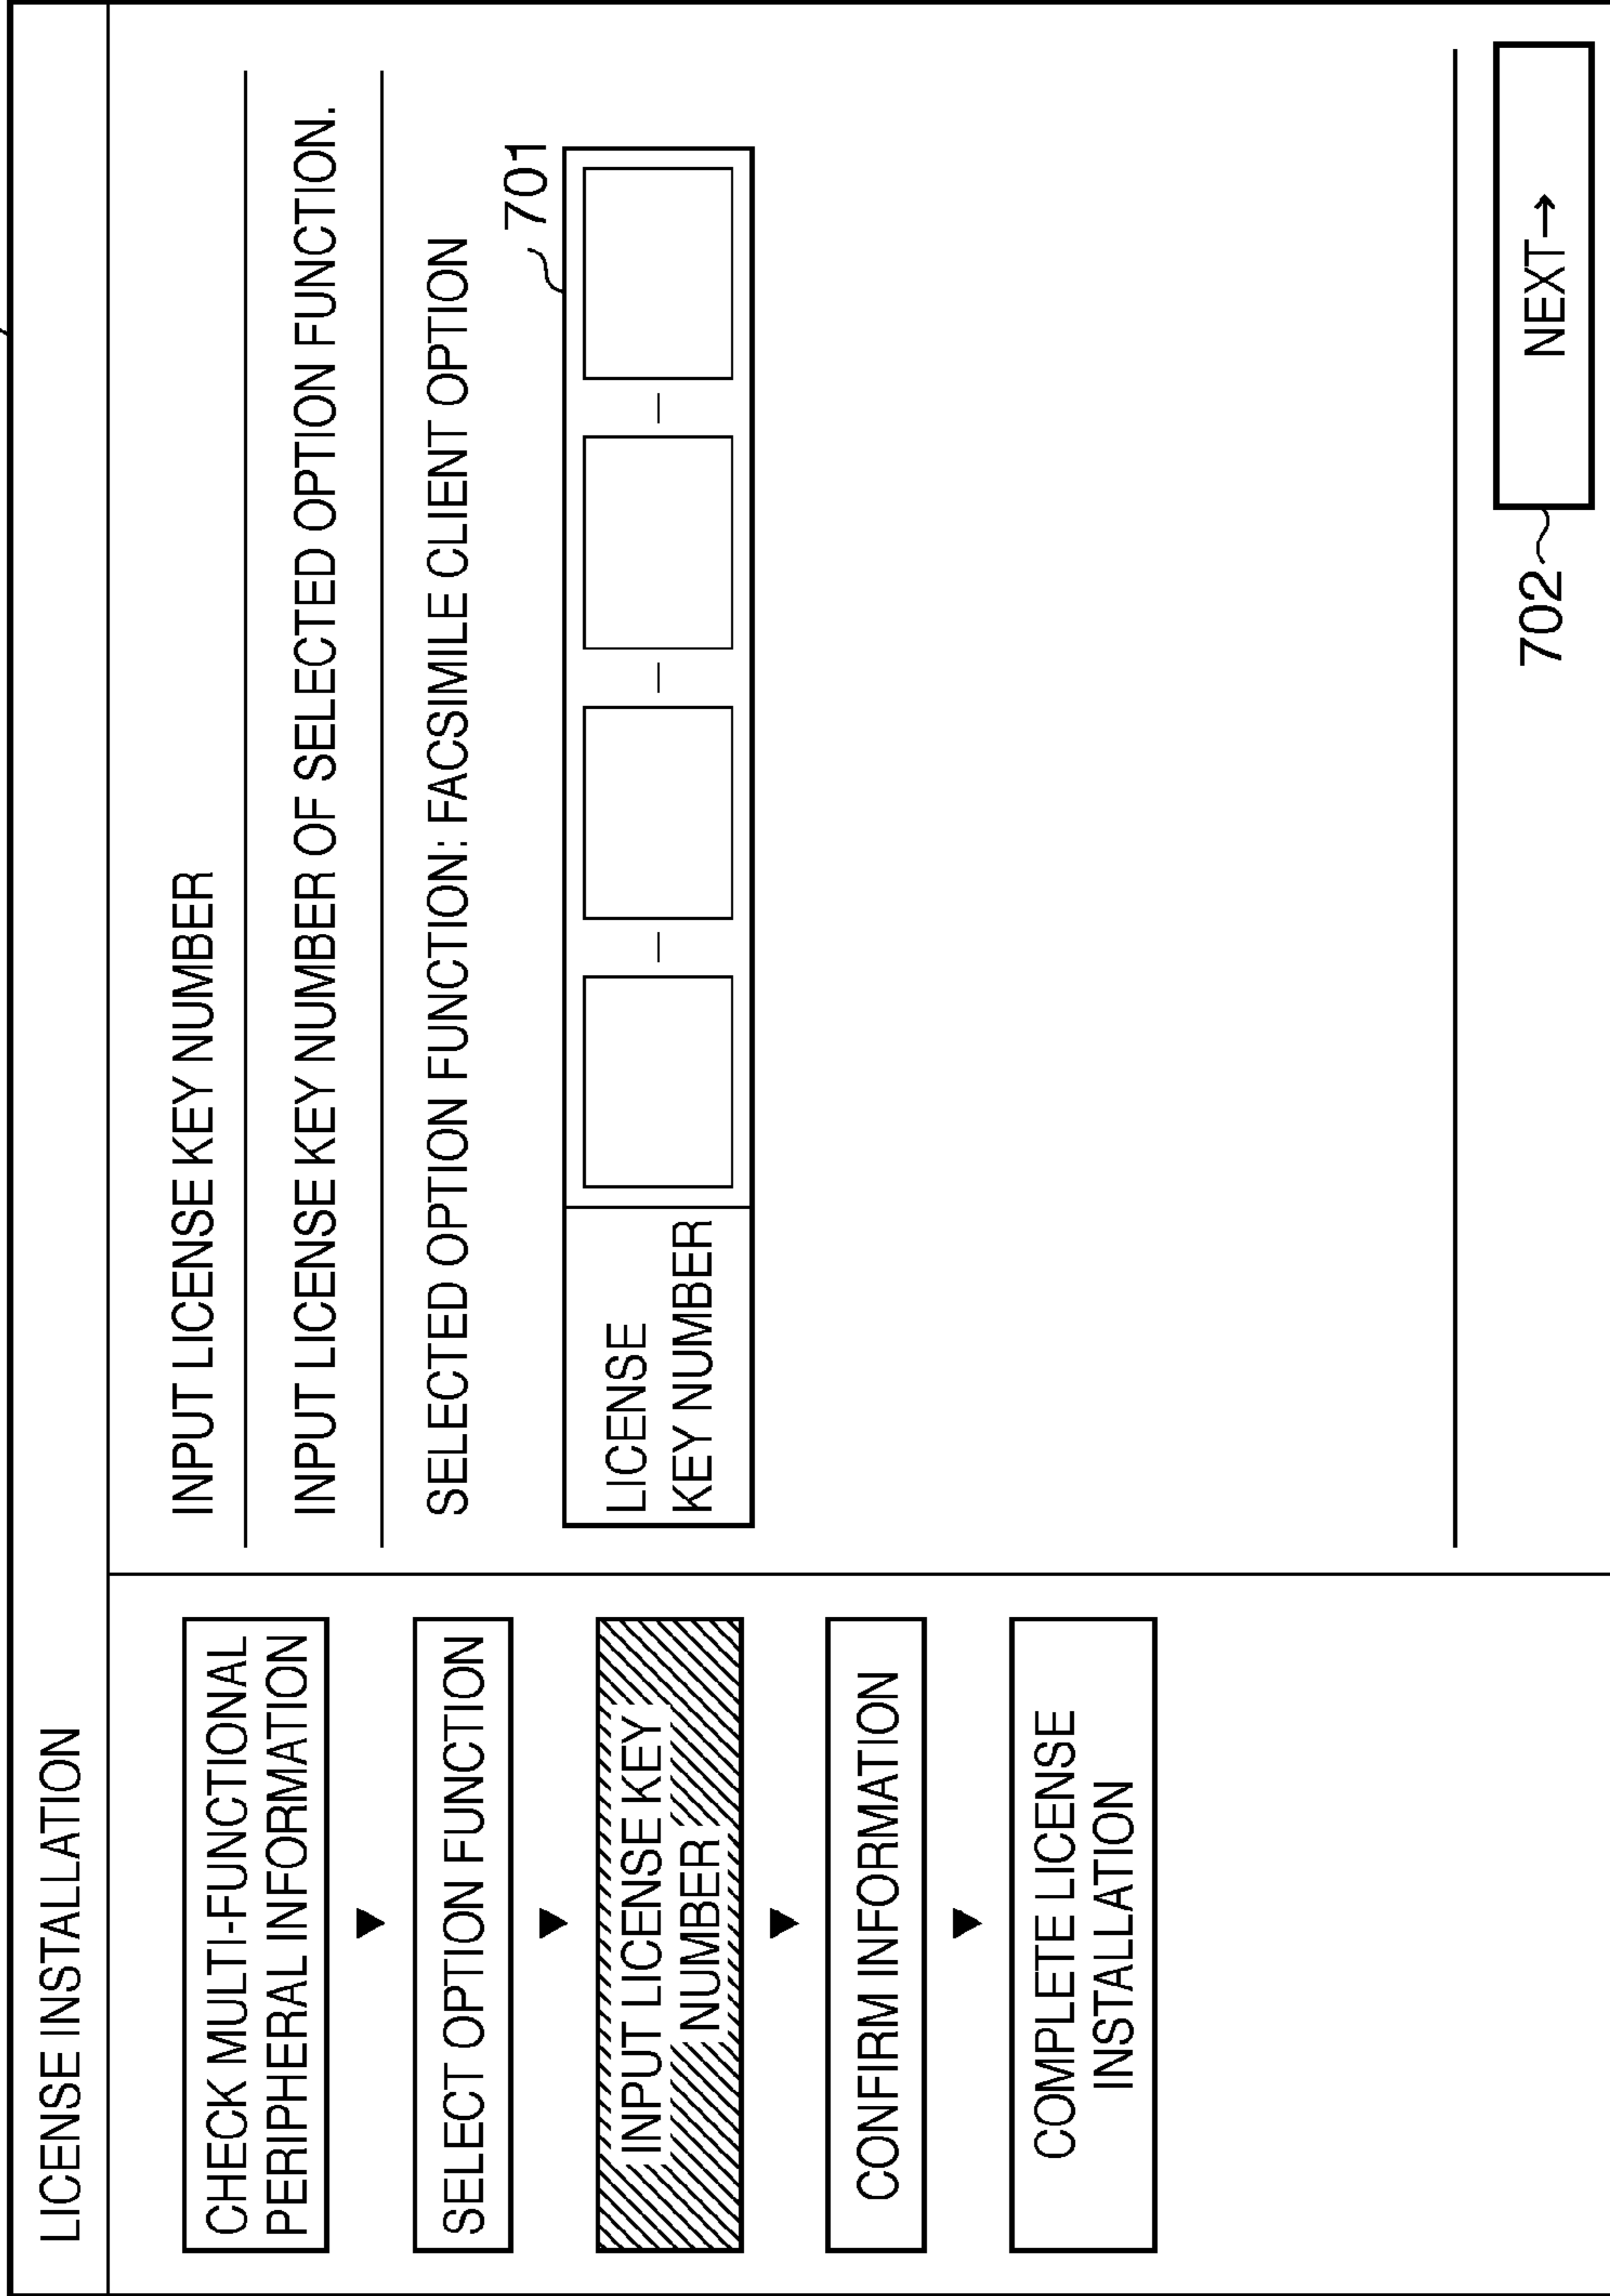 LICENSE INSTALLATION
CHECK MULTI-FUNCTIONAL
PERIPHERAL INFORMATION
SELECT OPTION FUNCTION
INPUT LICENSE KEY
NUMBER
CONFIRM INFORMATION
COMPLETE LICENSE
INSTALLATION
INPUT LICENSE KEY NUMBER
INPUT LICENSE KEY NUMBER OF SELECTED OPTION FUNCTION.
SELECTED OPTION FUNCTION: FACSIMILE CLIENT OPTION
701
LICENSE
KEY NUMBER
— — —
702
NEXT→